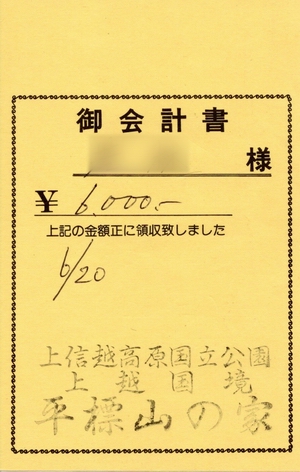 御会計書
様
¥ 6,000.-
上記の金額正に領収致しました
6/20
上信越高原国立公園
上越国境
平標山の家